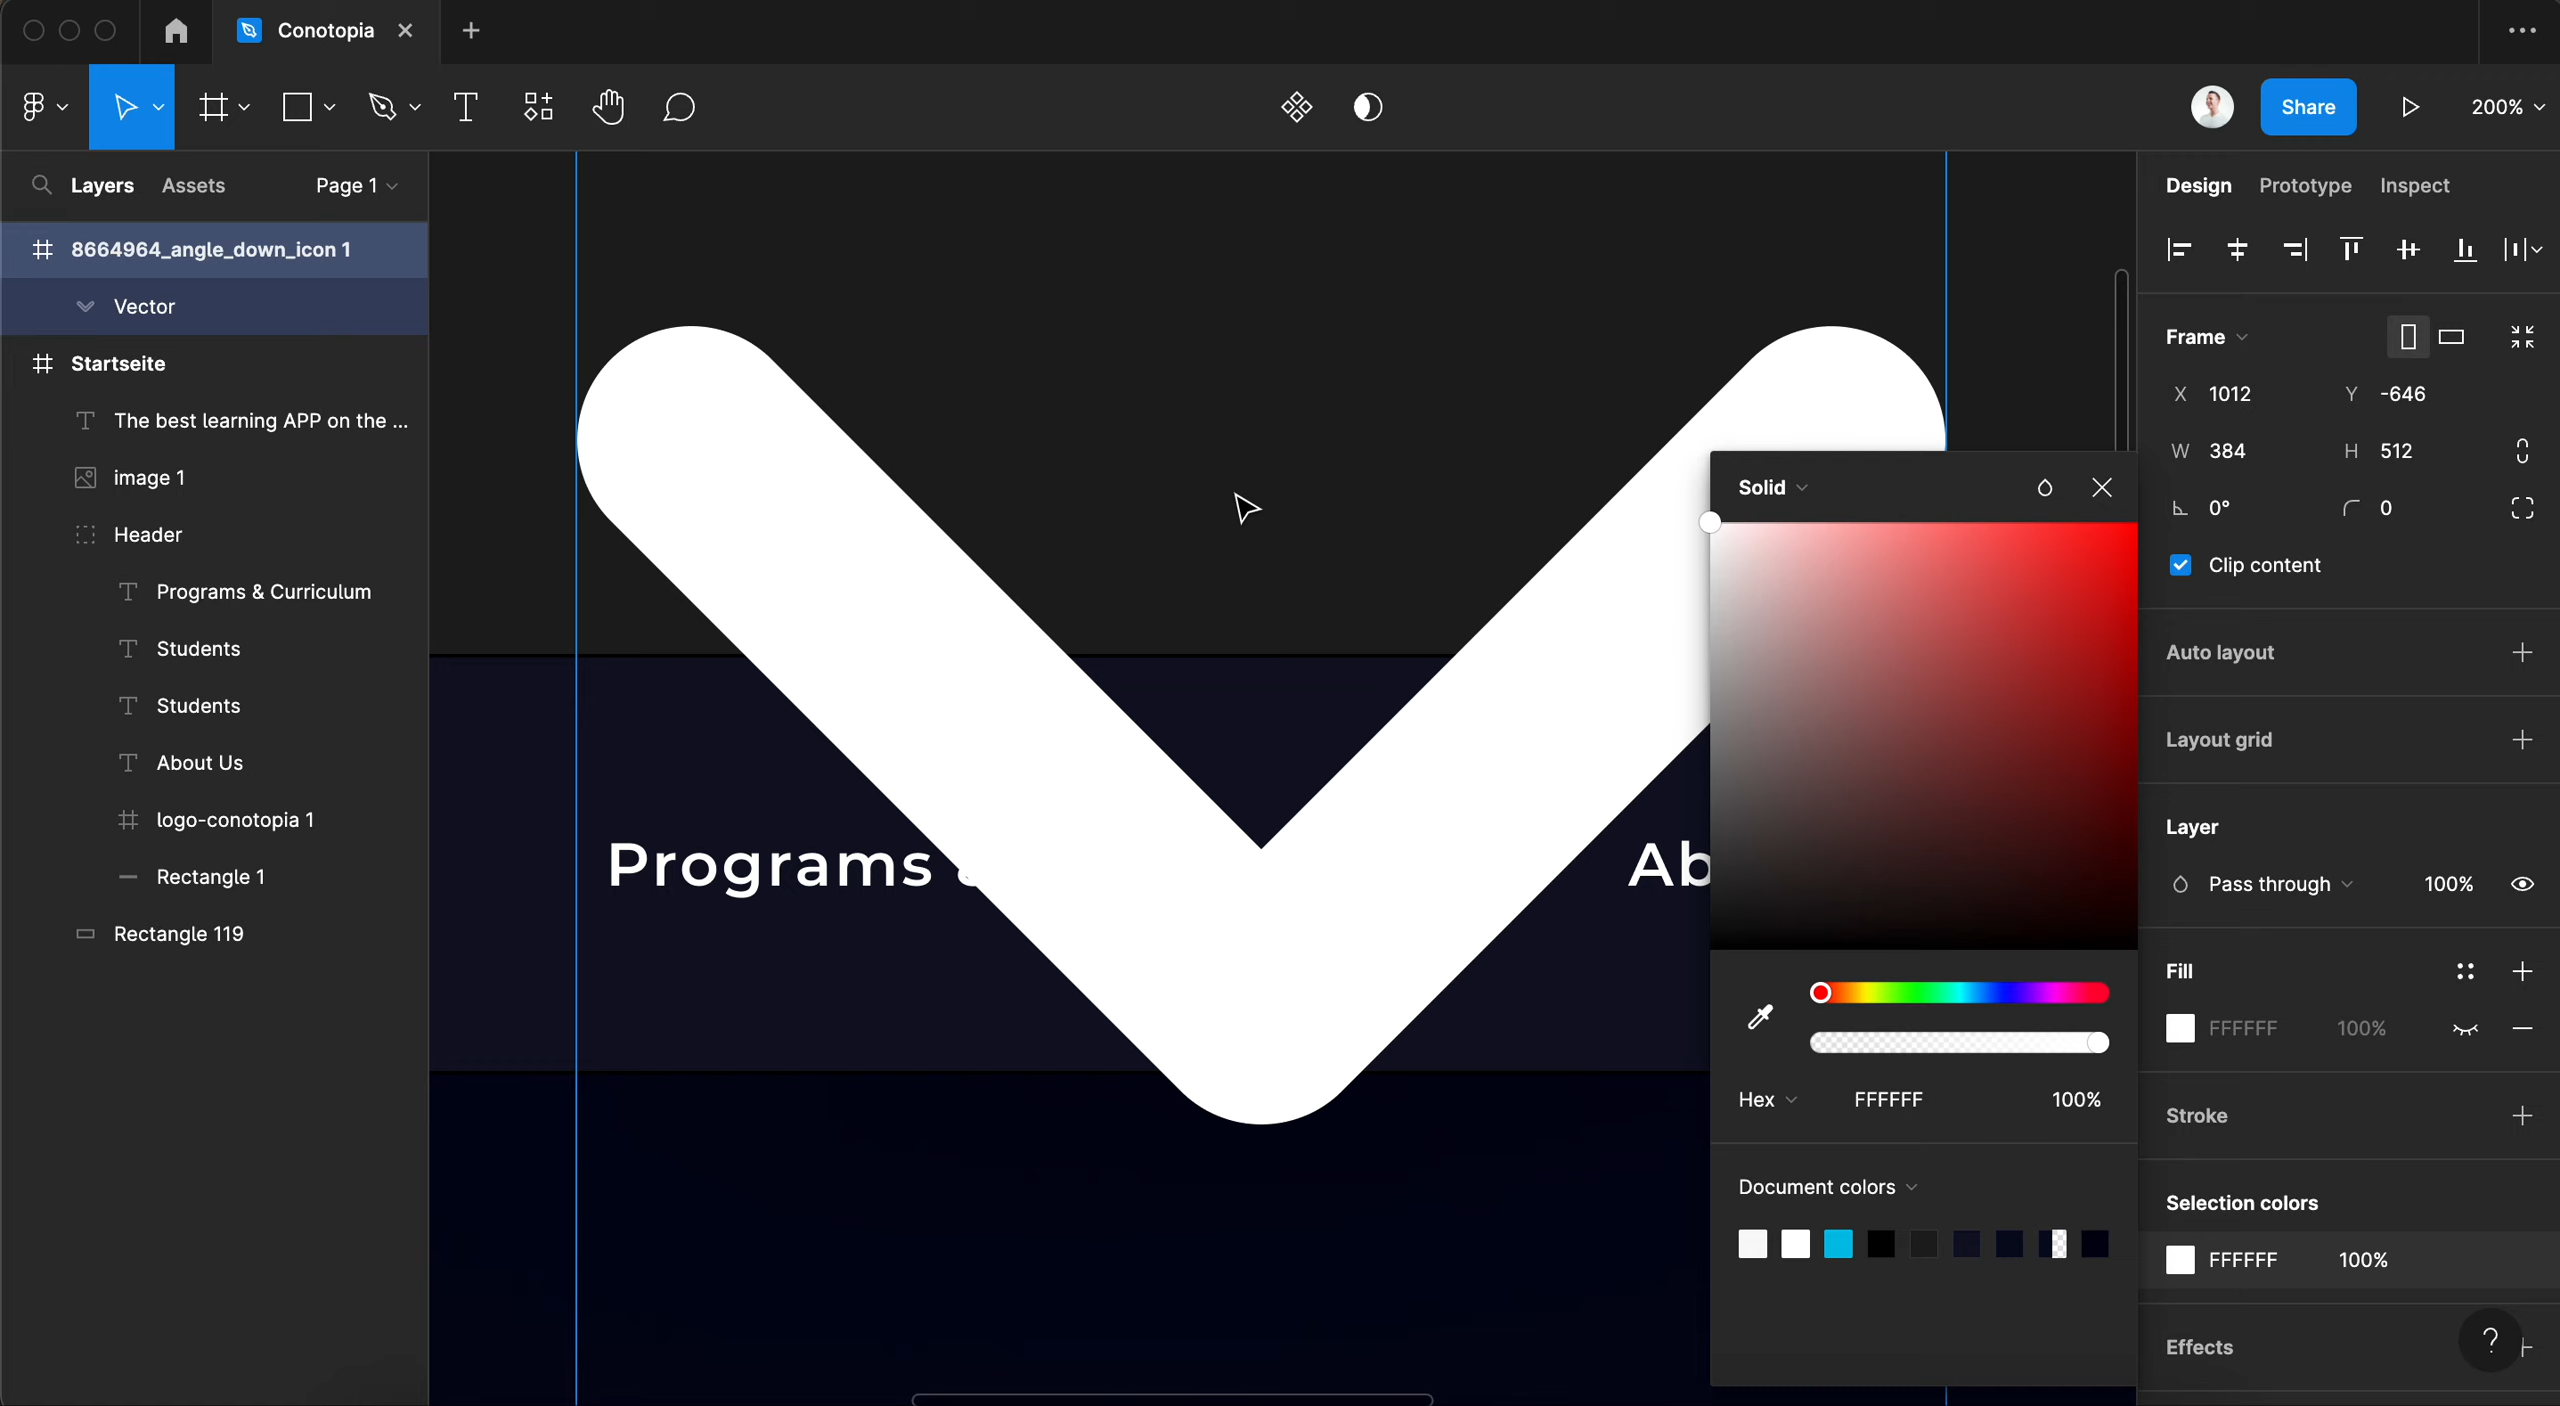 Conotopia
Share
200%
Layers
Assets
Page 1
Design
Prototype
Inspect
8664964_angle_down_icon 1
Vector
Startseite
The best learning APP on the ...
image 1
Header
Programs & Curriculum
Students
Students
About Us
logo-conotopia 1
Rectangle 1
Rectangle 119
Programs &
Ab
Solid
Hex
FFFFFF
100%
Document colors
Frame
X 1012 Y -646
W 384 H 512
0° 0
Clip content
Auto layout
Layout grid
Layer
Pass through 100%
Fill
FFFFFF 100%
Stroke
Selection colors
FFFFFF 100%
Effects
?